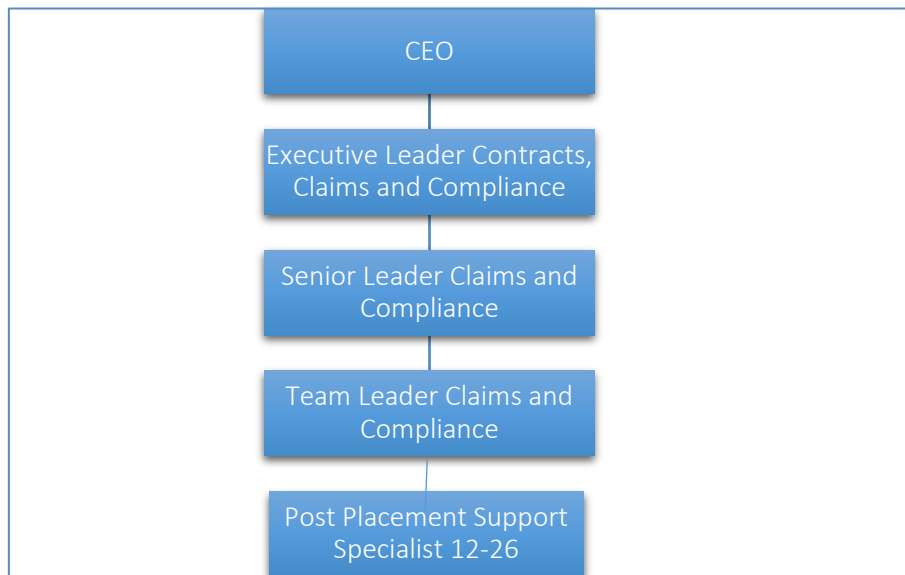 CEO
Executive Leader Contracts,
Claims and Compliance
Senior Leader Claims and
Compliance
Team Leader Claims and
Compliance
Post Placement Support
Specialist 12-26